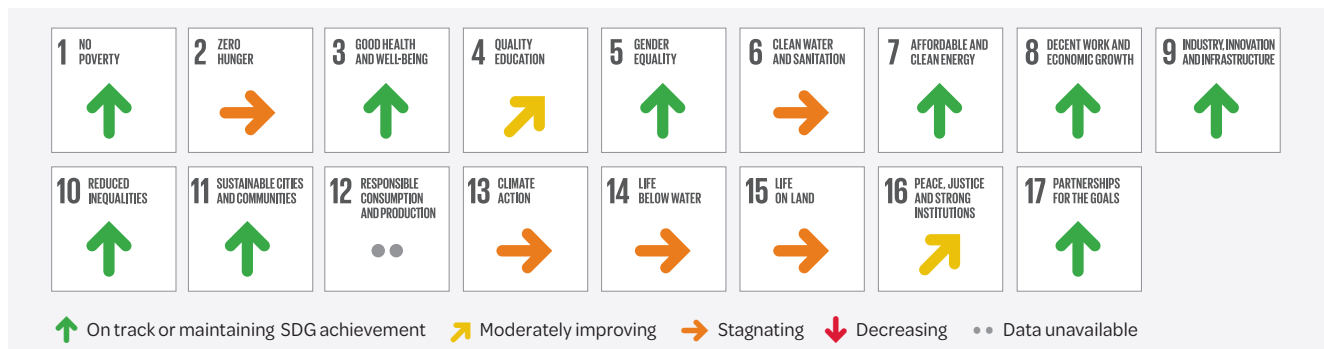 1 NO POVERTY
2 ZERO HUNGER
3 GOOD HEALTH AND WELL-BEING
4 QUALITY EDUCATION
5 GENDER EQUALITY
6 CLEAN WATER AND SANITATION
7 AFFORDABLE AND CLEAN ENERGY
8 DECENT WORK AND ECONOMIC GROWTH
9 INDUSTRY, INNOVATION AND INFRASTRUCTURE
10 REDUCED INEQUALITIES
11 SUSTAINABLE CITIES AND COMMUNITIES
12 RESPONSIBLE CONSUMPTION AND PRODUCTION
13 CLIMATE ACTION
14 LIFE BELOW WATER
15 LIFE ON LAND
16 PEACE, JUSTICE AND STRONG INSTITUTIONS
17 PARTNERSHIPS FOR THE GOALS
On track or maintaining SDG achievement
Moderately improving
Stagnating
Decreasing
Data unavailable